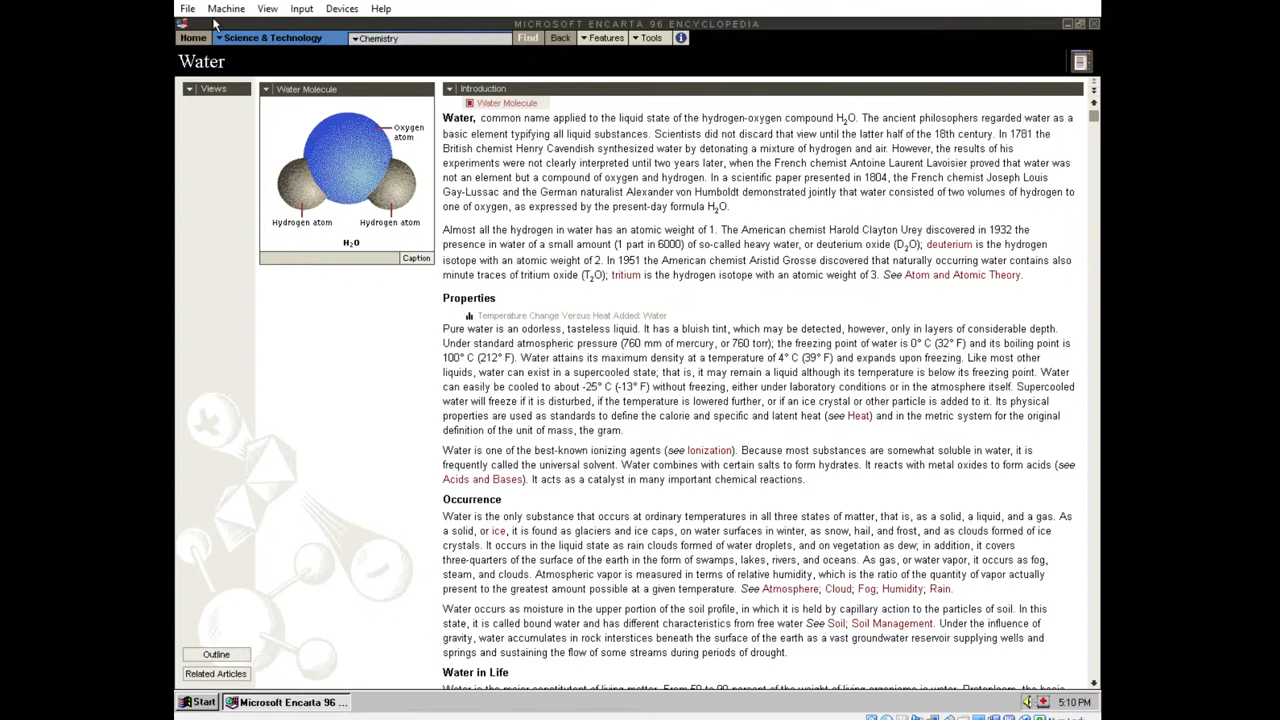 File Machine View Input Devices Help
MICROSOFT ENCARTA 96 ENCYCLOPEDIA
Home Science & Technology Chemistry Find Back Features Tools
Water
Views
Water Molecule
Oxygen
atom
Hydrogen atom Hydrogen atom
H₂O
Caption
Introduction
Water Molecule
Water, common name applied to the liquid state of the hydrogen-oxygen compound H₂O. The ancient philosophers regarded water as a
basic element typifying all liquid substances. Scientists did not discard that view until the latter half of the 18th century. In 1781 the
British chemist Henry Cavendish synthesized water by detonating a mixture of hydrogen and air. However, the results of his
experiments were not clearly interpreted until two years later, when the French chemist Antoine Laurent Lavoisier proved that water was
not an element but a compound of oxygen and hydrogen. In a scientific paper presented in 1804, the French chemist Joseph Louis
Gay-Lussac and the German naturalist Alexander von Humboldt demonstrated jointly that water consisted of two volumes of hydrogen to
one of oxygen, as expressed by the present-day formula H₂O.
Almost all the hydrogen in water has an atomic weight of 1. The American chemist Harold Clayton Urey discovered in 1932 the
presence in water of a small amount (1 part in 6000) of so-called heavy water, or deuterium oxide (D₂O); deuterium is the hydrogen
isotope with an atomic weight of 2. In 1951 the American chemist Aristid Grosse discovered that naturally occurring water contains also
minute traces of tritium oxide (T₂O); tritium is the hydrogen isotope with an atomic weight of 3. See Atom and Atomic Theory.
Properties
Temperature Change Versus Heat Added: Water
Pure water is an odorless, tasteless liquid. It has a bluish tint, which may be detected, however, only in layers of considerable depth.
Under standard atmospheric pressure (760 mm of mercury, or 760 torr); the freezing point of water is 0° C (32° F) and its boiling point is
100° C (212° F). Water attains its maximum density at a temperature of 4° C (39° F) and expands upon freezing. Like most other
liquids, water can exist in a supercooled state; that is, it may remain a liquid although its temperature is below its freezing point. Water
can easily be cooled to about -25° C (-13° F) without freezing, either under laboratory conditions or in the atmosphere itself. Supercooled
water will freeze if it is disturbed, if the temperature is lowered further, or if an ice crystal or other particle is added to it. Its physical
properties are used as standards to define the calorie and specific and latent heat (see Heat) and in the metric system for the original
definition of the unit of mass, the gram.
Water is one of the best-known ionizing agents (see Ionization). Because most substances are somewhat soluble in water, it is
frequently called the universal solvent. Water combines with certain salts to form hydrates. It reacts with metal oxides to form acids (see
Acids and Bases). It acts as a catalyst in many important chemical reactions.
Occurrence
Water is the only substance that occurs at ordinary temperatures in all three states of matter, that is, as a solid, a liquid, and a gas. As
a solid, or ice, it is found as glaciers and ice caps, on water surfaces in winter, as snow, hail, and frost, and as clouds formed of ice
crystals. It occurs in the liquid state as rain clouds formed of water droplets, and on vegetation as dew; in addition, it covers
three-quarters of the surface of the earth in the form of swamps, lakes, rivers, and oceans. As gas, or water vapor, it occurs as fog,
steam, and clouds. Atmospheric vapor is measured in terms of relative humidity, which is the ratio of the quantity of vapor actually
present to the greatest amount possible at a given temperature. See Atmosphere; Cloud; Fog; Humidity; Rain.
Water occurs as moisture in the upper portion of the soil profile, in which it is held by capillary action to the particles of soil. In this
state, it is called bound water and has different characteristics from free water See Soil; Soil Management. Under the influence of
gravity, water accumulates in rock interstices beneath the surface of the earth as a vast groundwater reservoir supplying wells and
springs and sustaining the flow of some streams during periods of drought.
Water in Life
Outline
Related Articles
Start Microsoft Encarta 96 ... 5:10 PM